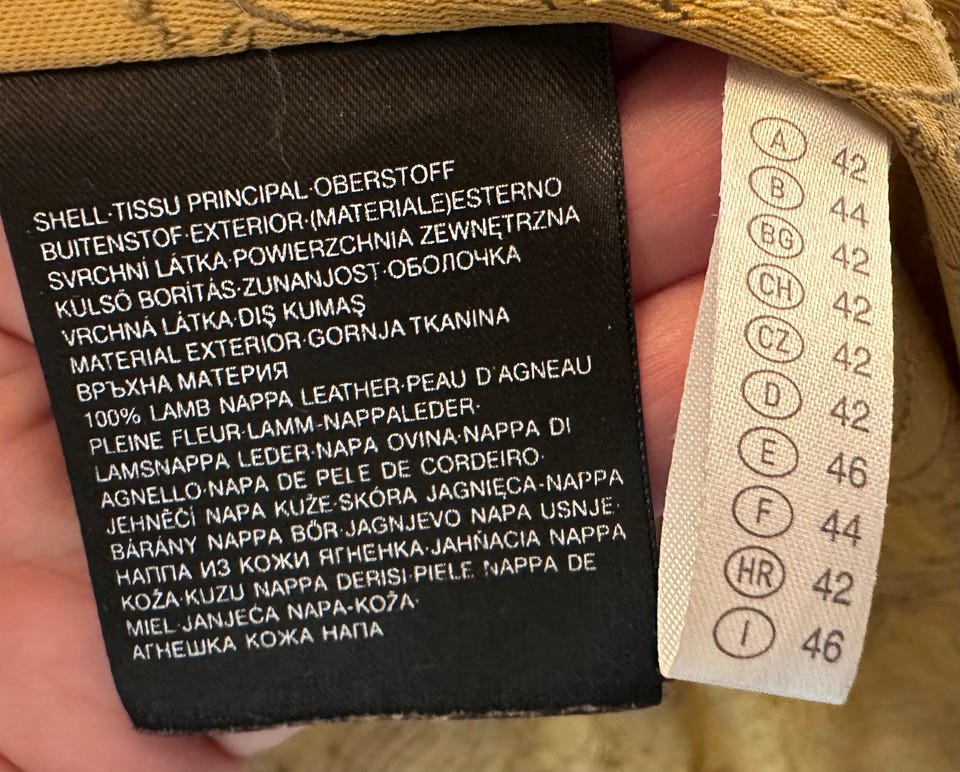 SHELL·TISSU PRINCIPAL·OBERSTOFF
BUITENSTOF·EXTERIOR·(MATERIALE)ESTERNO
SVRCHNÍ LÁTKA·POWIERZCHNIA ZEWNĘTRZNA
KÜLSŐ BORÍTÁS·ZUNANJOST·ОБОЛОЧКА
VRCHNÁ LÁTKA·DIŞ KUMAŞ
MATERIAL EXTERIOR·GORNJA TKANINA
ВРЪХНА МАТЕРИЯ
100% LAMB NAPPA LEATHER·PEAU D'AGNEAU
PLEINE FLEUR·LAMM-NAPPALEDER·
LAMSNAPPA LEDER·NAPA OVINA·NAPPA DI
AGNELLO·NAPA DE PELE DE CORDEIRO·
JEHNĚČÍ NAPA KUŽE·SKÓRA JAGNIĘCA-NAPPA
BÁRÁNY NAPPA BŐR·JAGNJEVO NAPA USNJE·
НАППА ИЗ КОЖИ ЯГНЕНКА·JAHŇACIA NAPPA
KOŽA·KUZU NAPPA DERISI·PIELE NAPPA DE
MIEL·JANJEĆA NAPA-KOŽA·
АГНЕШКА КОЖА НАПА
A 42
B 44
BG 42
CH 42
CZ 42
D 42
E 46
F 44
HR 42
I 46